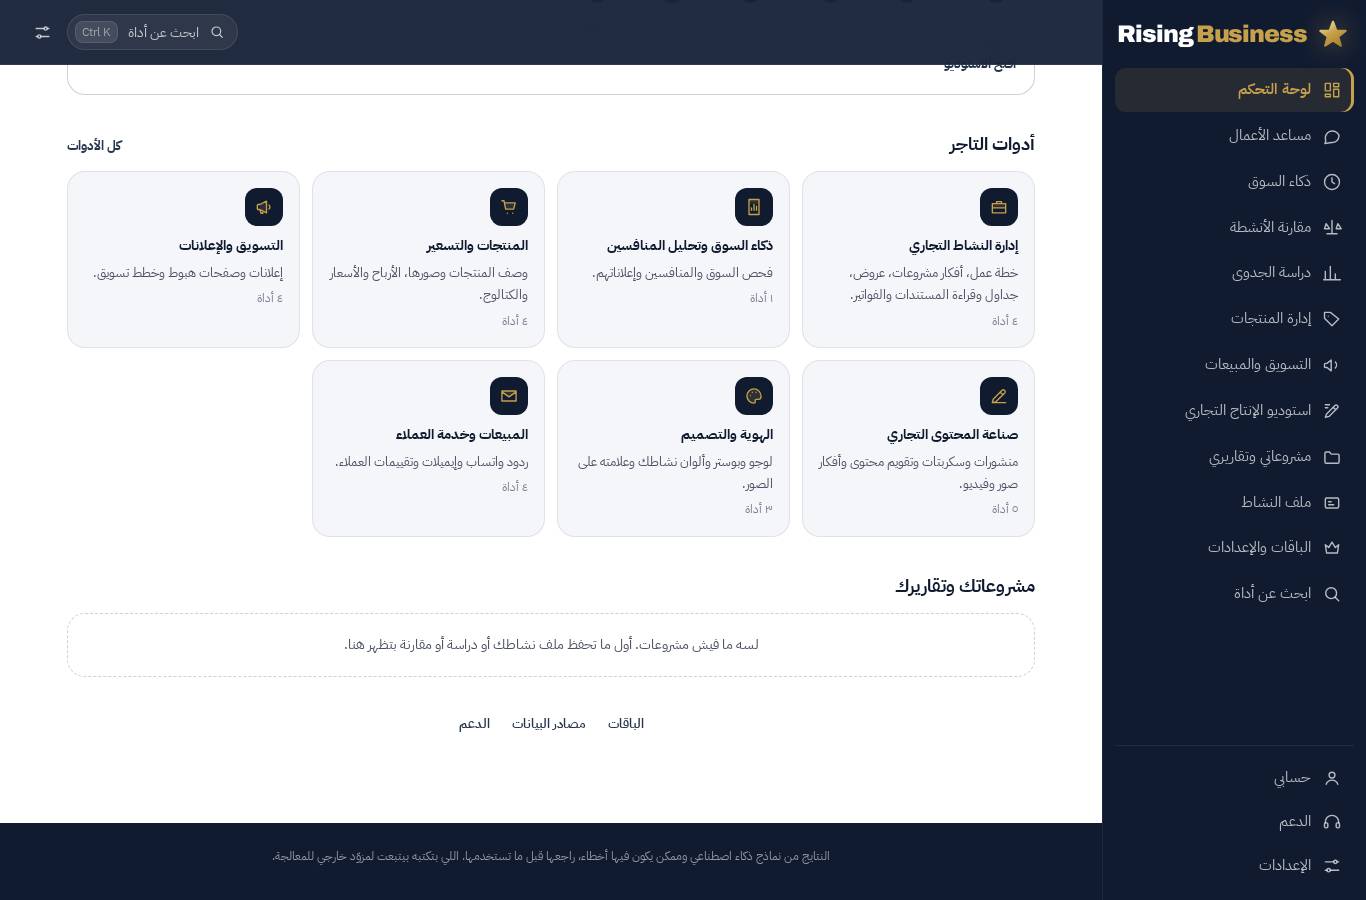 RisingBusiness
لوحة التحكم
مساعد الأعمال
ذكاء السوق
مقارنة الأنشطة
دراسة الجدوى
إدارة المنتجات
التسويق والمبيعات
استوديو الإنتاج التجاري
مشروعاتي وتقاريري
ملف النشاط
الباقات والإعدادات
ابحث عن أداة
حسابي
الدعم
الإعدادات
ابحث عن أداة Ctrl K
أدوات التاجر
كل الأدوات
إدارة النشاط التجاري
خطة عمل، أفكار مشروعات، عروض،
جداول وقراءة المستندات والفواتير.
٤ أداة
ذكاء السوق وتحليل المنافسين
فحص السوق والمنافسين وإعلاناتهم.
١ أداة
المنتجات والتسعير
وصف المنتجات وصورها، الأرباح والأسعار
والكتالوج.
٤ أداة
التسويق والإعلانات
إعلانات وصفحات هبوط وخطط تسويق.
٤ أداة
صناعة المحتوى التجاري
منشورات وسكريبتات وتقويم محتوى وأفكار
صور وفيديو.
٥ أداة
الهوية والتصميم
لوجو وبوستر وألوان نشاطك وعلامته على
الصور.
٣ أداة
المبيعات وخدمة العملاء
ردود واتساب وإيميلات وتقييمات العملاء.
٤ أداة
مشروعاتك وتقاريرك
لسه ما فيش مشروعات. أول ما تحفظ ملف نشاطك أو دراسة أو مقارنة بتظهر هنا.
الباقات
مصادر البيانات
الدعم
النتايج من نماذج ذكاء اصطناعي وممكن يكون فيها أخطاء، راجعها قبل ما تستخدمها. اللي بتكتبه بيتبعت لمزوّد خارجي للمعالجة.